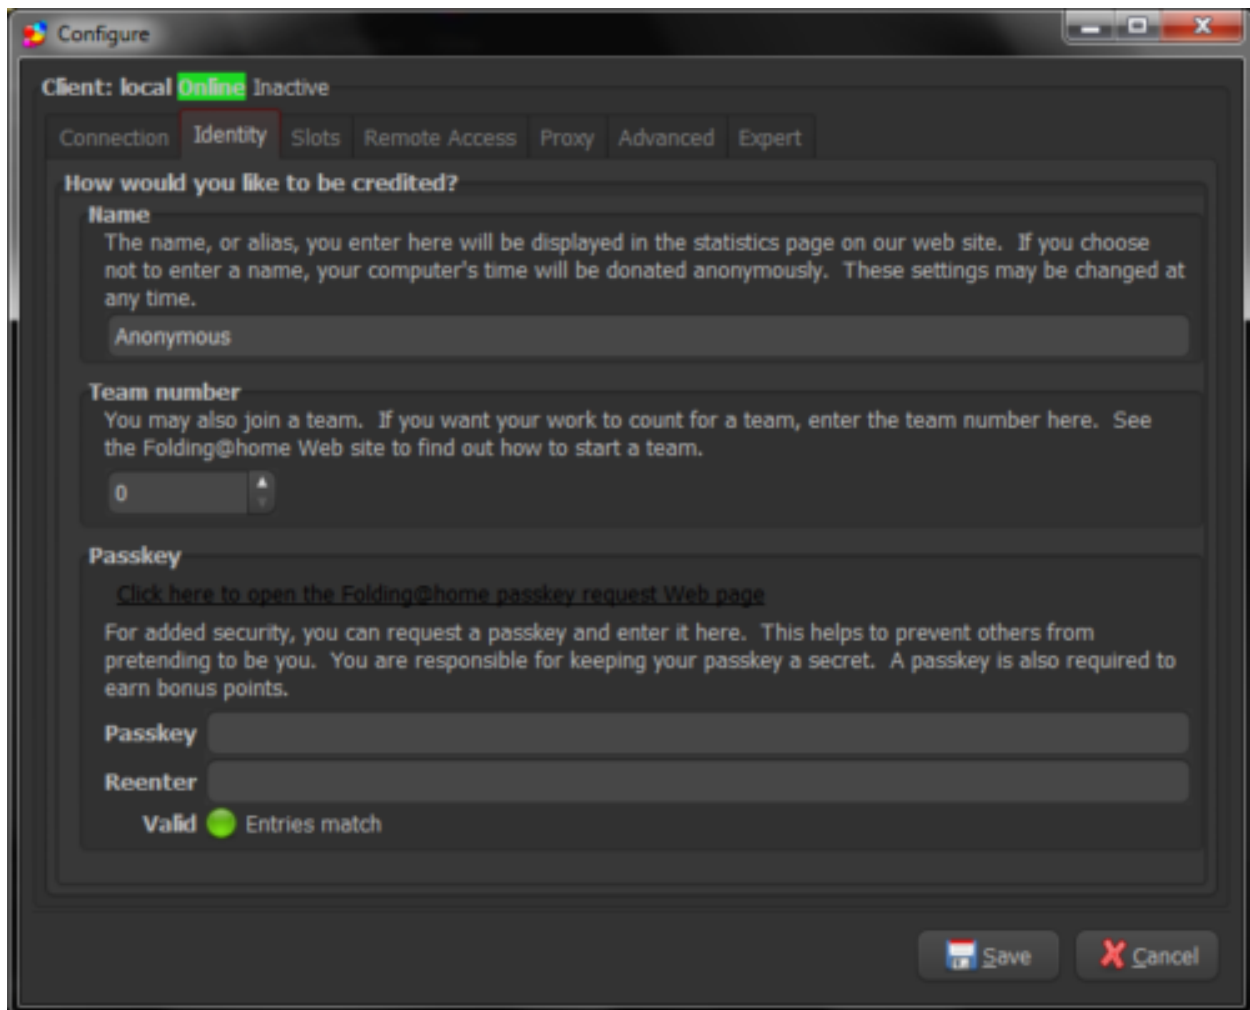 Configure
Client: local Online Inactive
Connection Identity Slots Remote Access Proxy Advanced Expert
How would you like to be credited?
Name
The name, or alias, you enter here will be displayed in the statistics page on our web site.  If you choose
not to enter a name, your computer's time will be donated anonymously.  These settings may be changed at
any time.
Anonymous
Team number
You may also join a team.  If you want your work to count for a team, enter the team number here.  See
the Folding@home Web site to find out how to start a team.
0
Passkey
Click here to open the Folding@home passkey request Web page
For added security, you can request a passkey and enter it here.  This helps to prevent others from
pretending to be you.  You are responsible for keeping your passkey a secret.  A passkey is also required to
earn bonus points.
Passkey
Reenter
Valid Entries match
Save Cancel